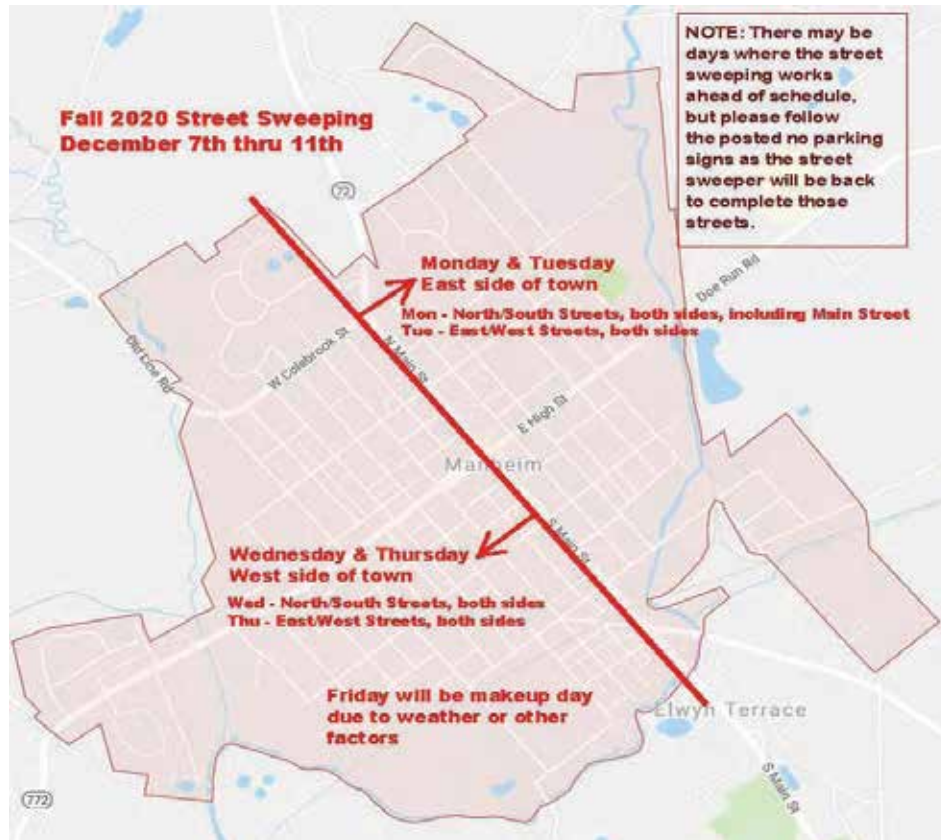 Fall 2020 Street Sweeping
December 7th thru 11th
NOTE: There may be
days where the street
sweeping works
ahead of schedule,
but please follow
the posted no parking
signs as the street
sweeper will be back
to complete those
streets.
72
Monday & Tuesday
East side of town
Mon - North/South Streets, both sides, including Main Street
Tue - East/West Streets, both sides
Doe Run Rd
Old Line Rd
W Colebrook St
N Main St
E High St
Manheim
S Main St
Wednesday & Thursday
West side of town
Wed - North/South Streets, both sides
Thu - East/West Streets, both sides
Friday will be makeup day
due to weather or other
factors
Elwyn Terrace
S Main St
772